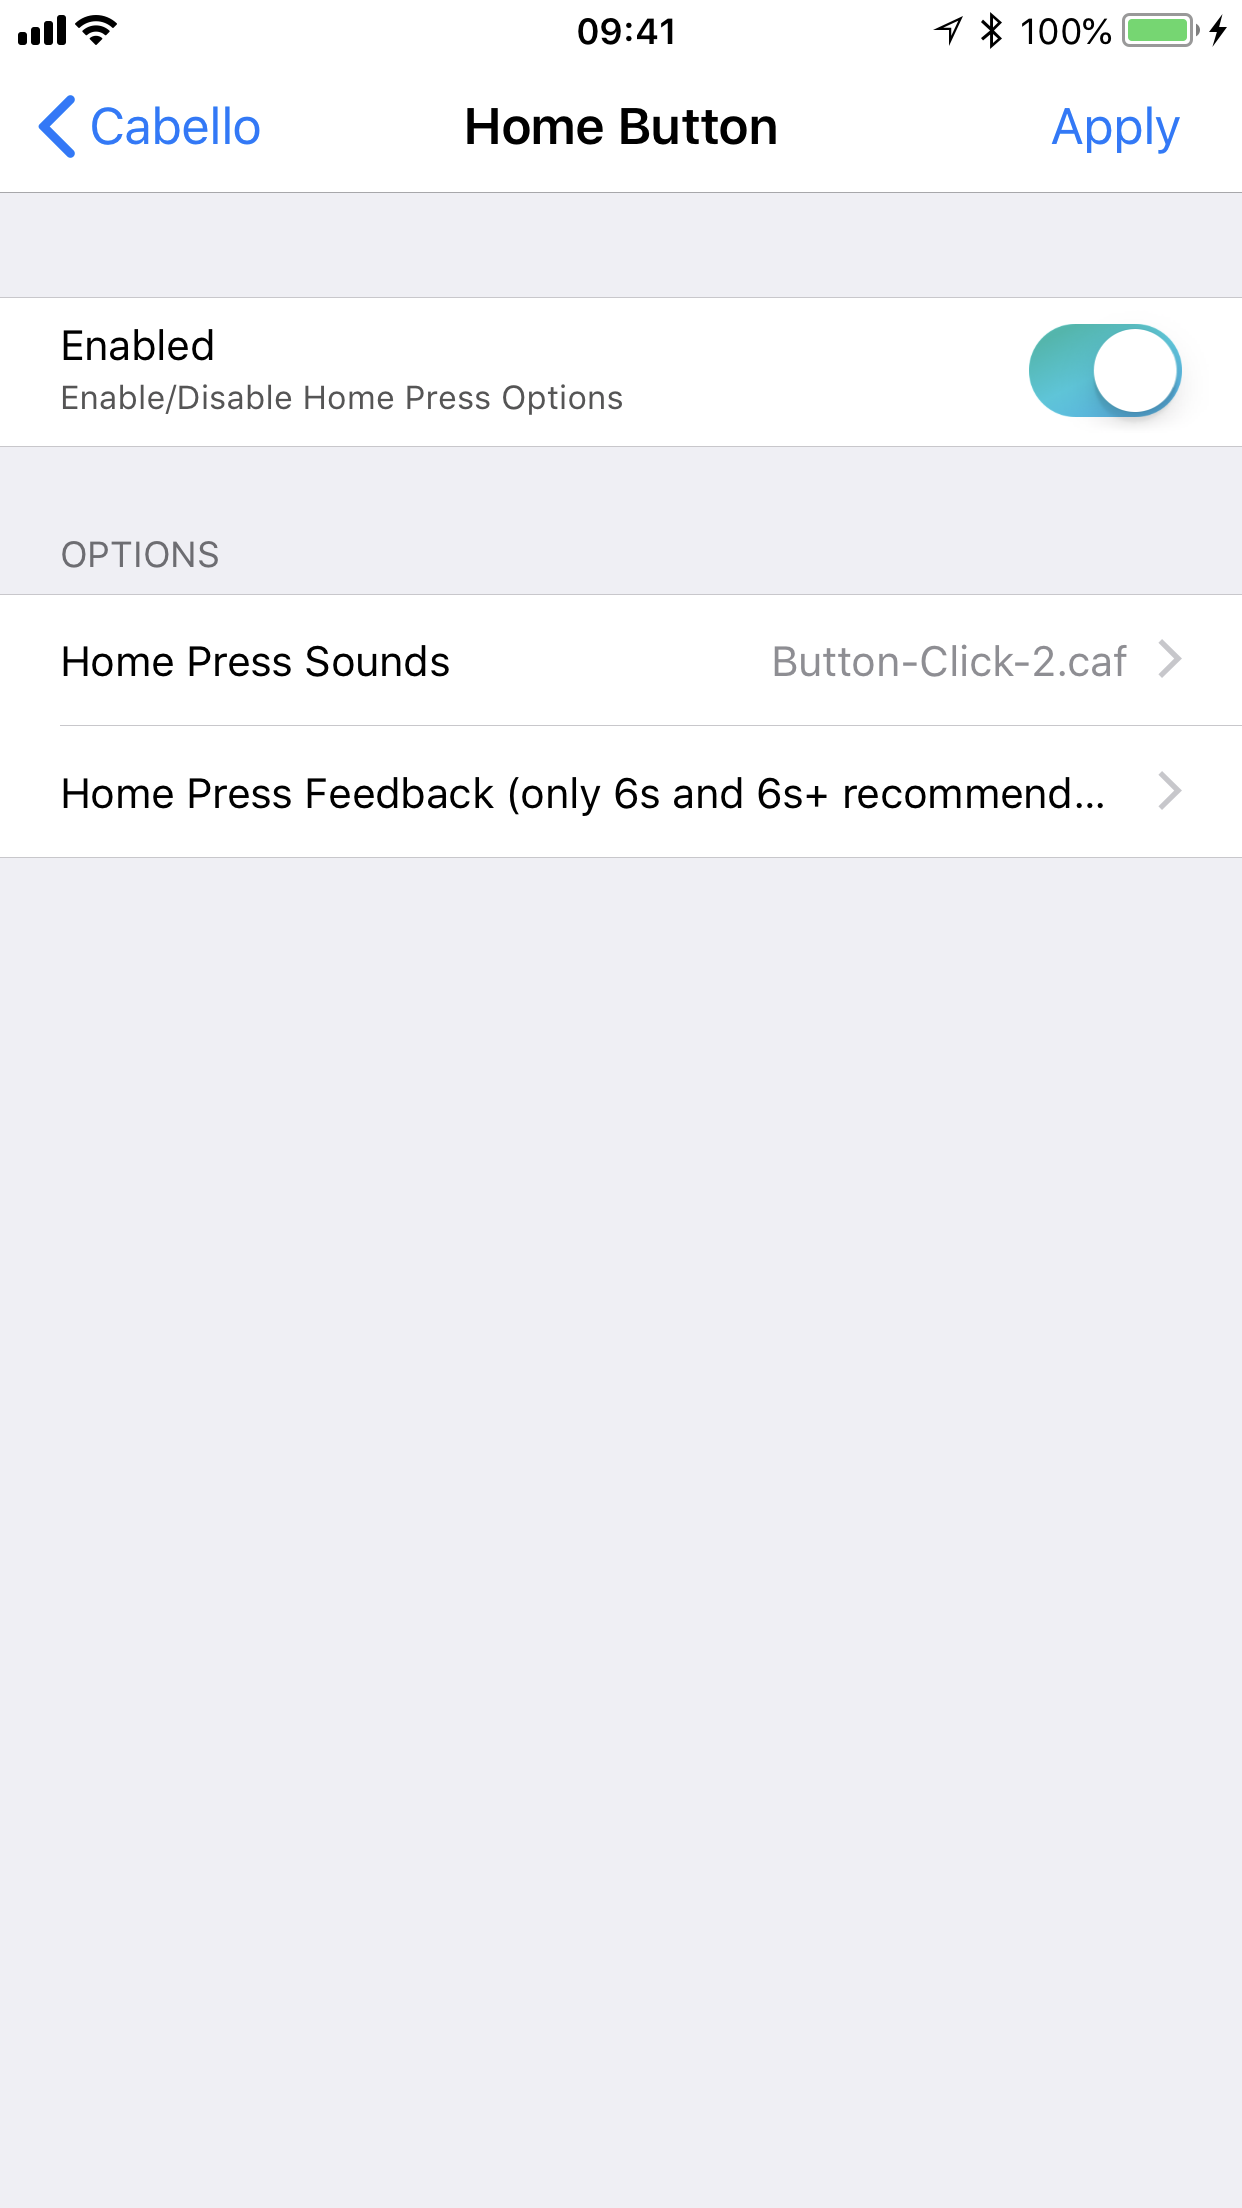 09:41
100%
Cabello
Home Button
Apply
Enabled
Enable/Disable Home Press Options
OPTIONS
Home Press Sounds
Button-Click-2.caf
Home Press Feedback (only 6s and 6s+ recommend...